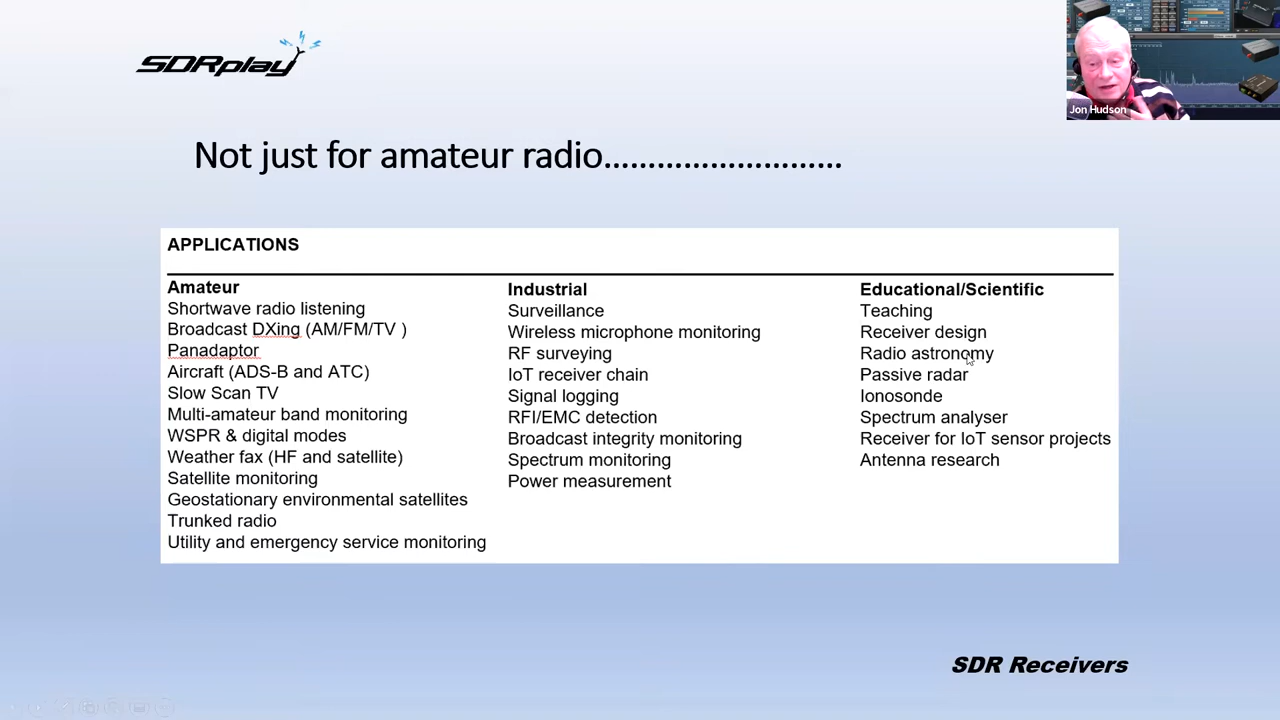 SDRplay
Jon Hudson
Not just for amateur radio...........................
APPLICATIONS
Amateur
Shortwave radio listening
Broadcast DXing (AM/FM/TV )
Panadaptor
Aircraft (ADS-B and ATC)
Slow Scan TV
Multi-amateur band monitoring
WSPR & digital modes
Weather fax (HF and satellite)
Satellite monitoring
Geostationary environmental satellites
Trunked radio
Utility and emergency service monitoring
Industrial
Surveillance
Wireless microphone monitoring
RF surveying
IoT receiver chain
Signal logging
RFI/EMC detection
Broadcast integrity monitoring
Spectrum monitoring
Power measurement
Educational/Scientific
Teaching
Receiver design
Radio astronomy
Passive radar
Ionosonde
Spectrum analyser
Receiver for IoT sensor projects
Antenna research
SDR Receivers